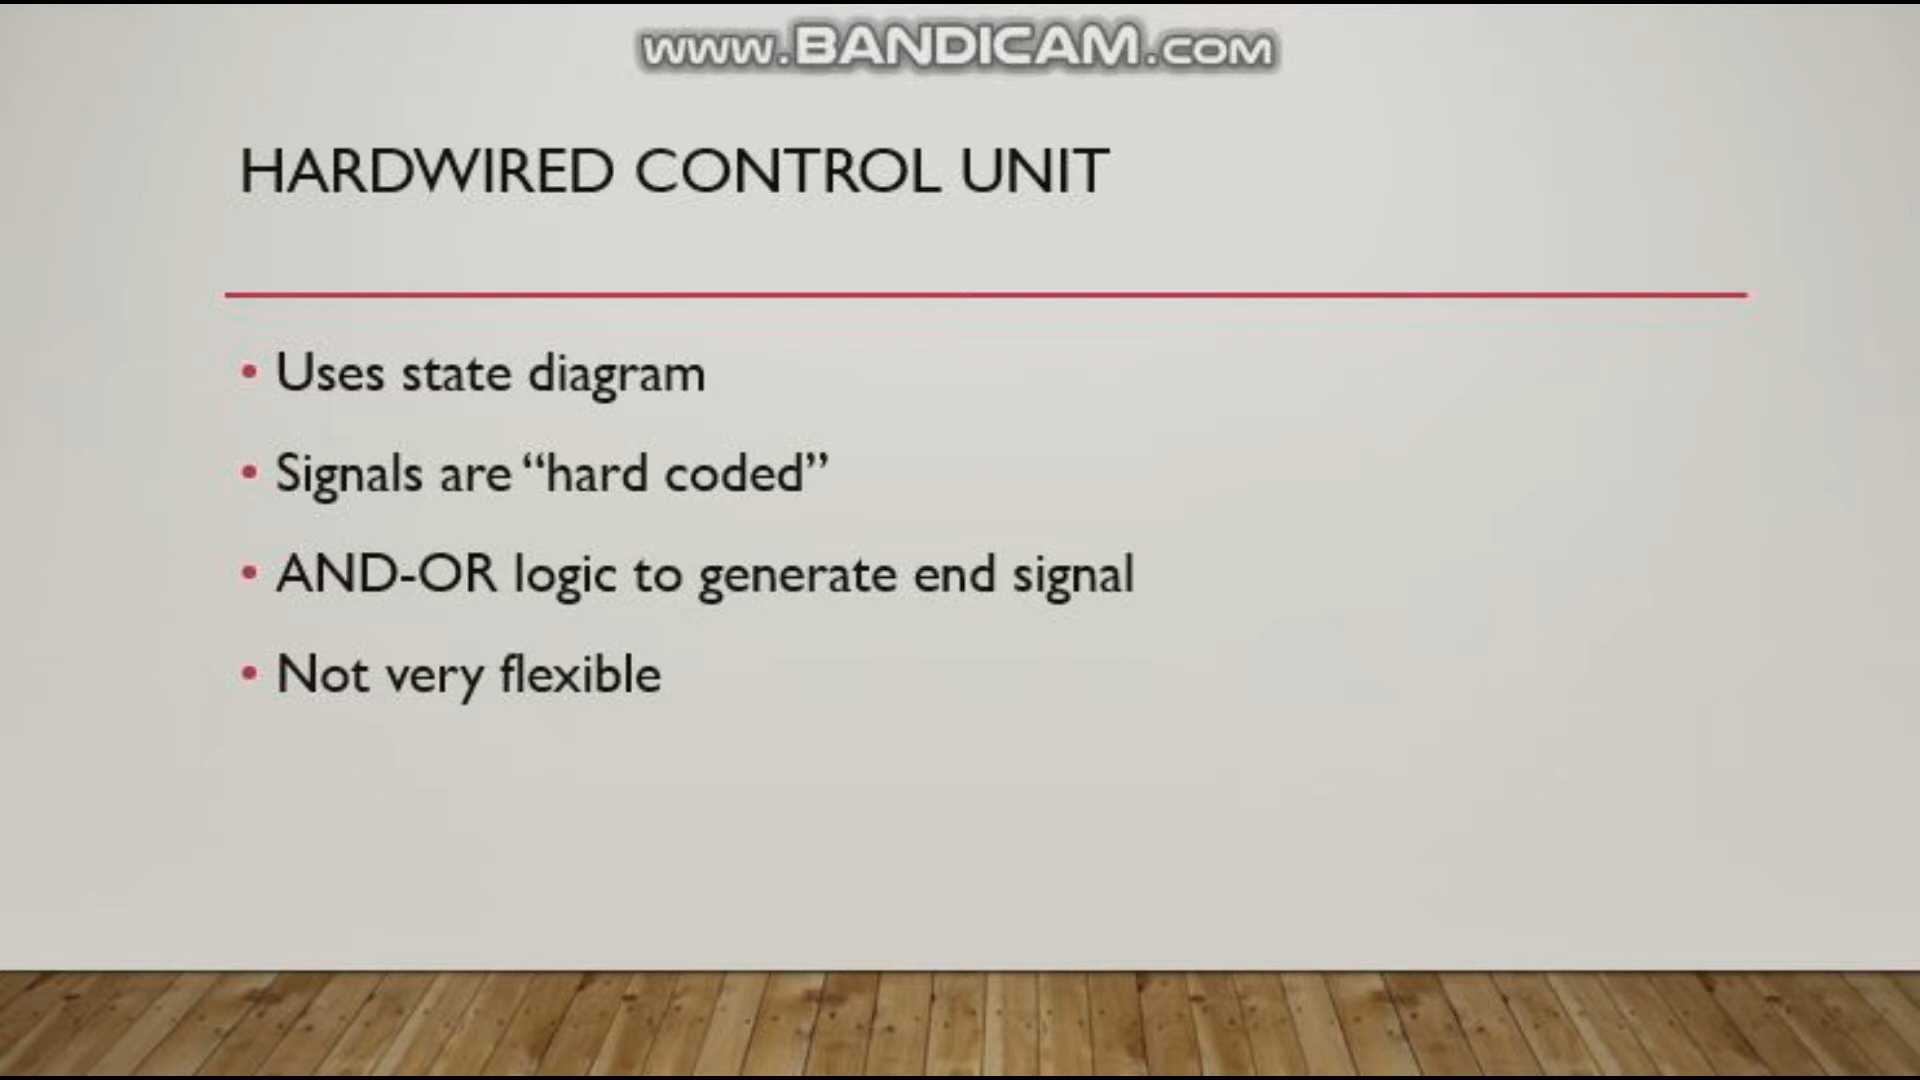 www.BANDICAM.com
HARDWIRED CONTROL UNIT
• Uses state diagram
• Signals are “hard coded”
• AND-OR logic to generate end signal
• Not very flexible